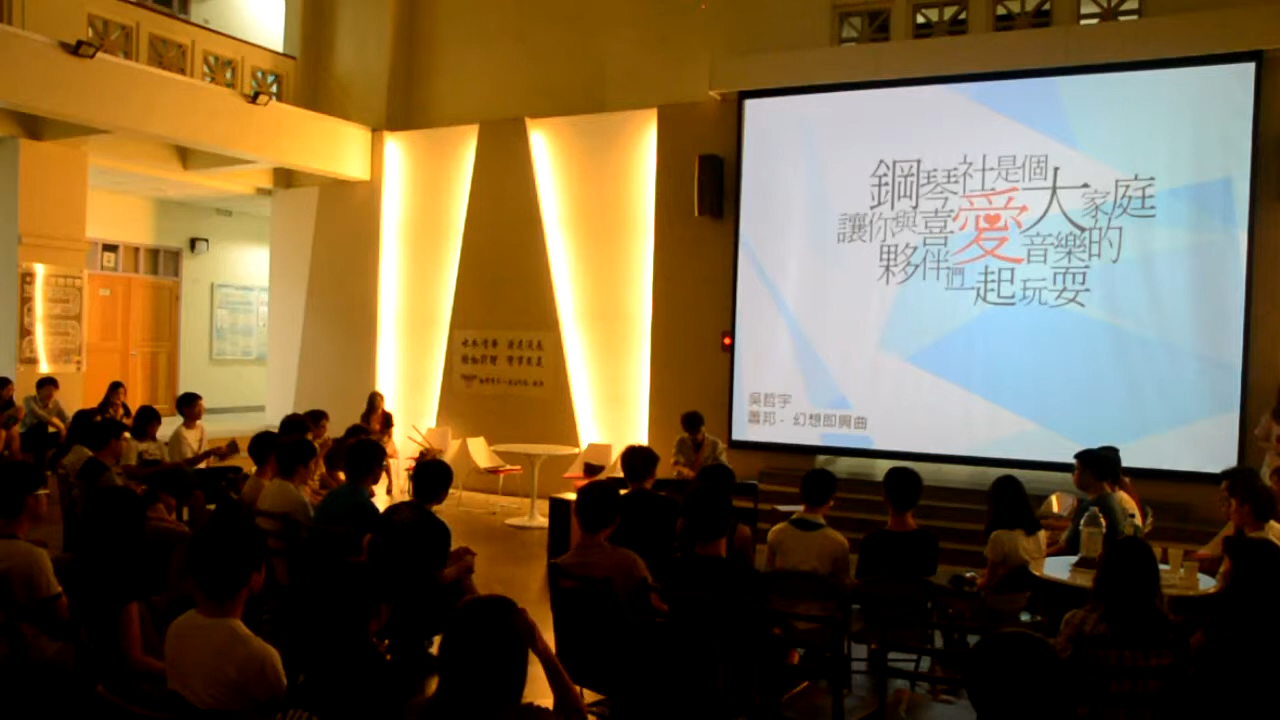 鋼琴社是個大家庭
讓你與喜愛音樂的
夥伴們一起玩耍
吳哲宇
蕭邦 - 幻想即興曲